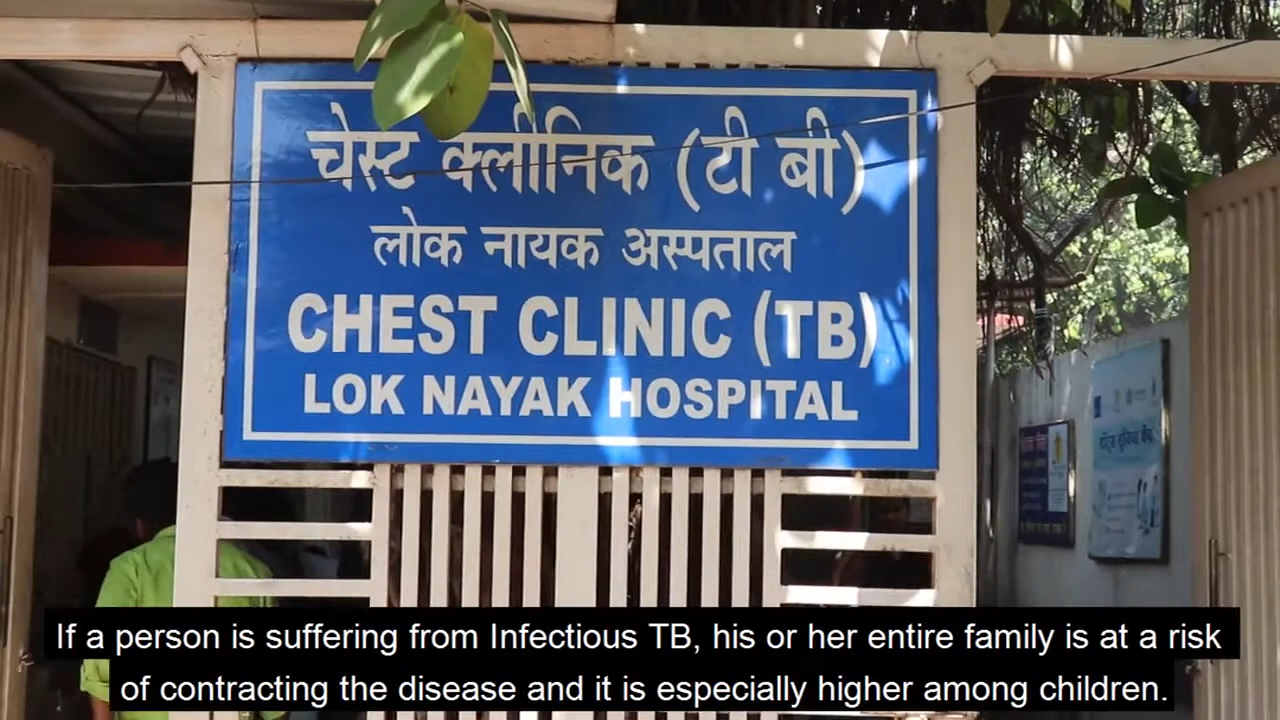 चेस्ट क्लीनिक (टी बी)
लोक नायक अस्पताल
CHEST CLINIC (TB)
LOK NAYAK HOSPITAL
If a person is suffering from Infectious TB, his or her entire family is at a risk
of contracting the disease and it is especially higher among children.